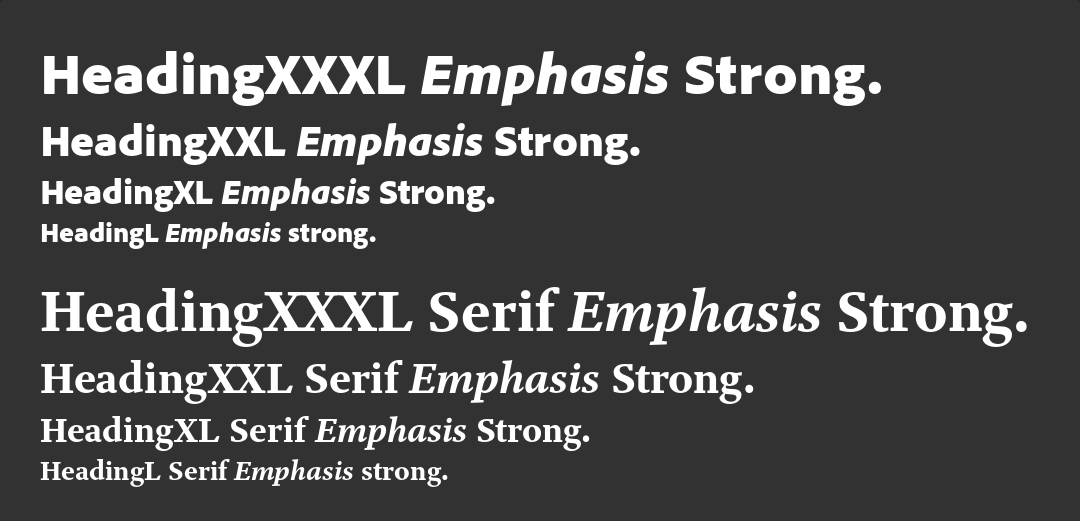 HeadingXXXL Emphasis Strong.
HeadingXXL Emphasis Strong.
HeadingXL Emphasis Strong.
HeadingL Emphasis strong.
HeadingXXXL Serif Emphasis Strong.
HeadingXXL Serif Emphasis Strong.
HeadingXL Serif Emphasis Strong.
HeadingL Serif Emphasis strong.